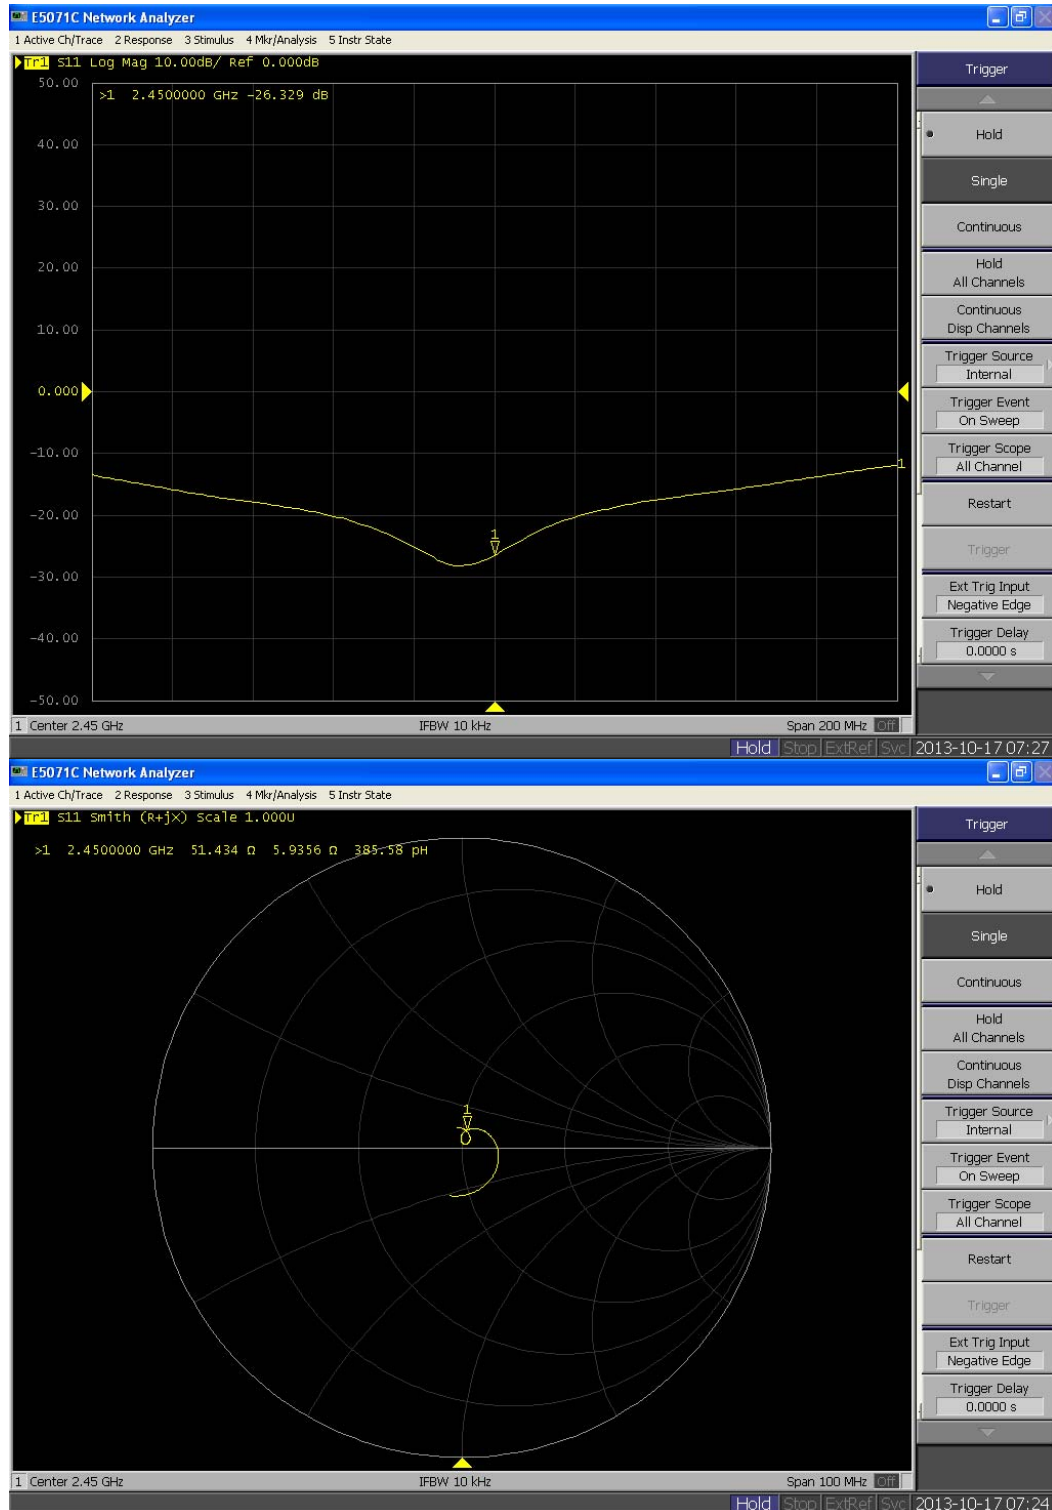 E5071C Network Analyzer
1 Active Ch/Trace 2 Response 3 Stimulus 4 Mkr/Analysis 5 Instr State
Tr1 S11 Log Mag 10.00dB/ Ref 0.000dB
>1 2.4500000 GHz -26.329 dB
50.00
40.00
30.00
20.00
10.00
0.000
-10.00
-20.00
-30.00
-40.00
-50.00
1
1
1 Center 2.45 GHz
IFBW 10 kHz
Span 200 MHz Off
Trigger
Hold
Single
Continuous
Hold
All Channels
Continuous
Disp Channels
Trigger Source
Internal
Trigger Event
On Sweep
Trigger Scope
All Channel
Restart
Trigger
Ext Trig Input
Negative Edge
Trigger Delay
0.0000 s
Hold Stop ExtRef Svc 2013-10-17 07:27
E5071C Network Analyzer
1 Active Ch/Trace 2 Response 3 Stimulus 4 Mkr/Analysis 5 Instr State
Tr1 S11 Smith (R+jX) Scale 1.000U
>1 2.4500000 GHz 51.434 Ω 5.9356 Ω 385.58 pH
1
1 Center 2.45 GHz
IFBW 10 kHz
Span 100 MHz Off
Trigger
Hold
Single
Continuous
Hold
All Channels
Continuous
Disp Channels
Trigger Source
Internal
Trigger Event
On Sweep
Trigger Scope
All Channel
Restart
Trigger
Ext Trig Input
Negative Edge
Trigger Delay
0.0000 s
Hold Stop ExtRef Svc 2013-10-17 07:24